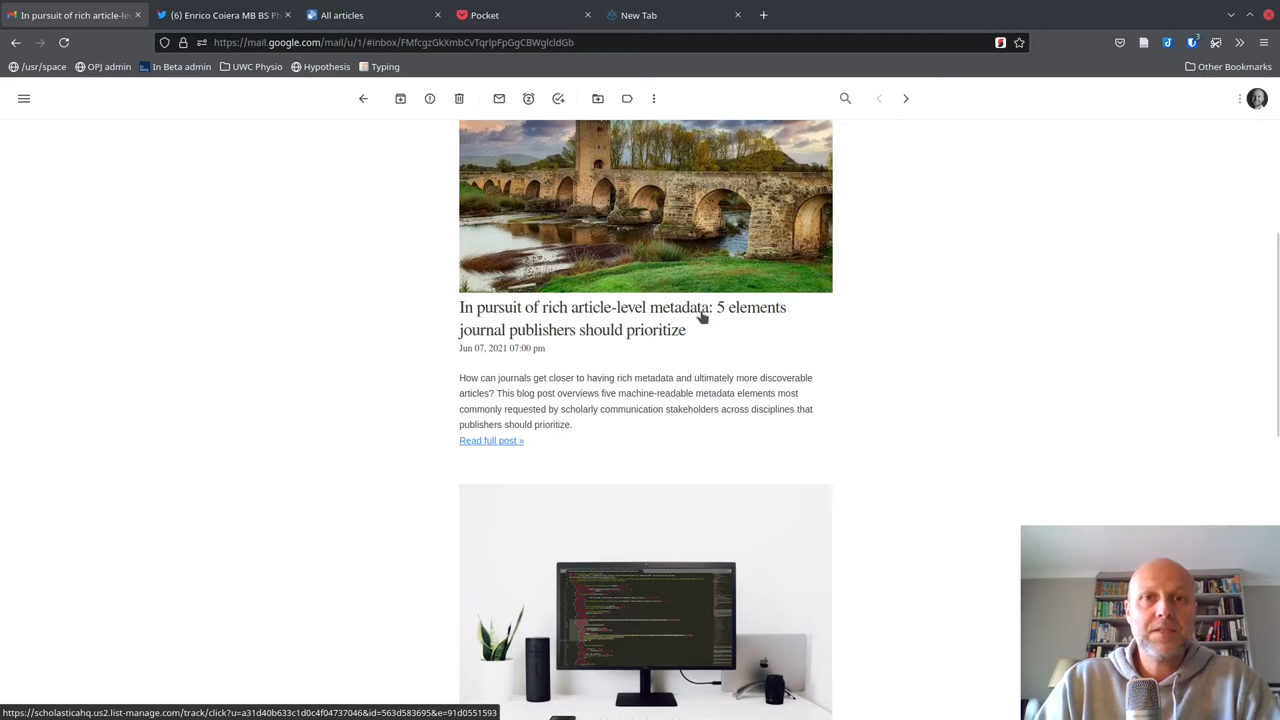 In pursuit of rich article-lev
(6) Enrico Coiera MB BS Ph
All articles
Pocket
New Tab
https://mail.google.com/mail/u/1/#inbox/FMfcgzGkXmbCvTqrlpFpGgCBWglcldGb
3
/usr/space
OPJ admin
In Beta admin
UWC Physio
Hypothesis
Typing
Other Bookmarks
In pursuit of rich article-level metadata: 5 elements
journal publishers should prioritize
Jun 07, 2021 07:00 pm
How can journals get closer to having rich metadata and ultimately more discoverable
articles? This blog post overviews five machine-readable metadata elements most
commonly requested by scholarly communication stakeholders across disciplines that
publishers should prioritize.
Read full post »
https://scholasticahq.us2.list-manage.com/track/click?u=a31d40b633c1d0c4f04737046&id=563d583695&e=91d0551593